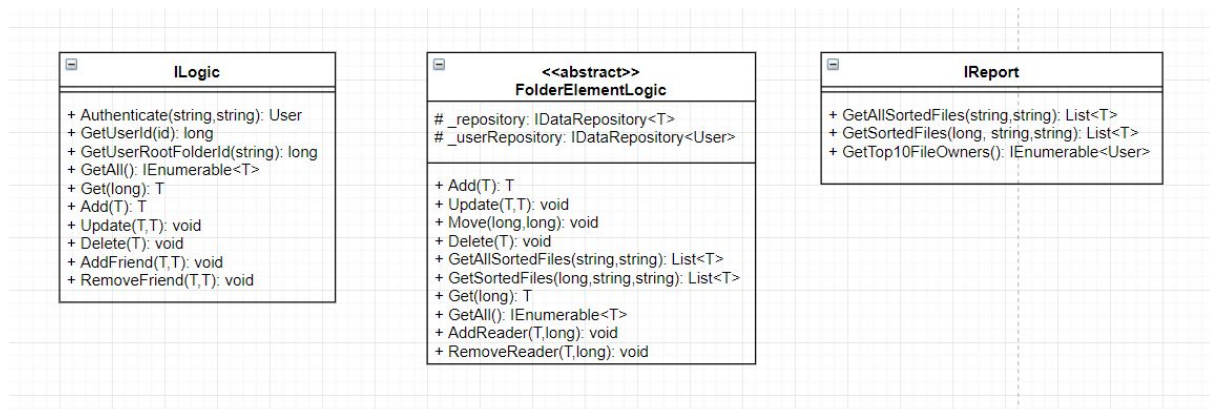 ILogic
+ Authenticate(string,string): User
+ GetUserId(id): long
+ GetUserRootFolderId(string): long
+ GetAll(): IEnumerable<T>
+ Get(long): T
+ Add(T): T
+ Update(T,T): void
+ Delete(T): void
+ AddFriend(T,T): void
+ RemoveFriend(T,T): void
<<abstract>>
FolderElementLogic
# _repository: IDataRepository<T>
# _userRepository: IDataRepository<User>
+ Add(T): T
+ Update(T,T): void
+ Move(long,long): void
+ Delete(T): void
+ GetAllSortedFiles(string,string): List<T>
+ GetSortedFiles(long,string,string): List<T>
+ Get(long): T
+ GetAll(): IEnumerable<T>
+ AddReader(T,long): void
+ RemoveReader(T,long): void
IReport
+ GetAllSortedFiles(string,string): List<T>
+ GetSortedFiles(long, string,string): List<T>
+ GetTop10FileOwners(): IEnumerable<User>